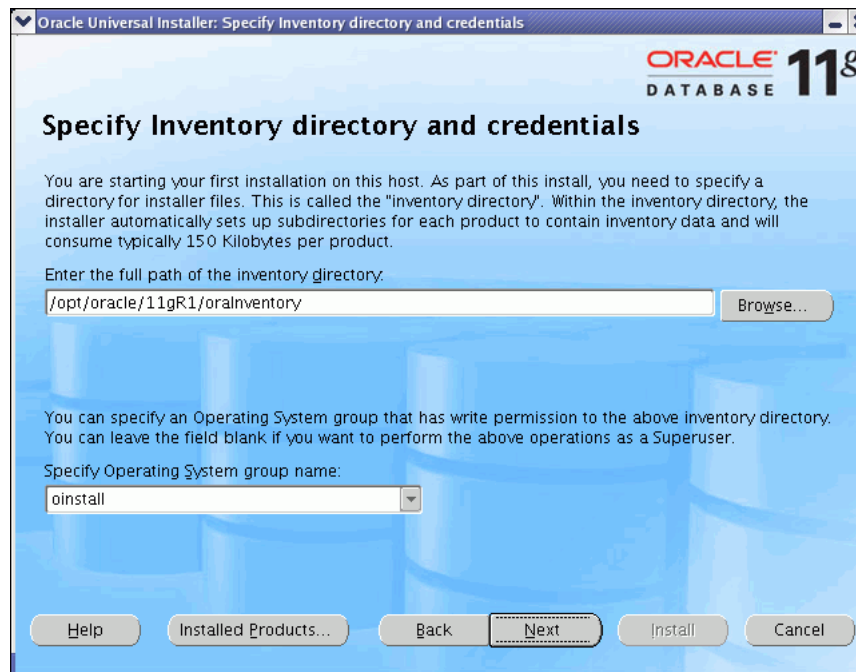 Oracle Universal Installer: Specify Inventory directory and credentials
ORACLE 11g
DATABASE
Specify Inventory directory and credentials
You are starting your first installation on this host. As part of this install, you need to specify a
directory for installer files. This is called the "inventory directory". Within the inventory directory, the
installer automatically sets up subdirectories for each product to contain inventory data and will
consume typically 150 Kilobytes per product.
Enter the full path of the inventory directory:
/opt/oracle/11gR1/oraInventory
Browse...
You can specify an Operating System group that has write permission to the above inventory directory.
You can leave the field blank if you want to perform the above operations as a Superuser.
Specify Operating System group name:
oinstall
Help Installed Products... Back Next Install Cancel